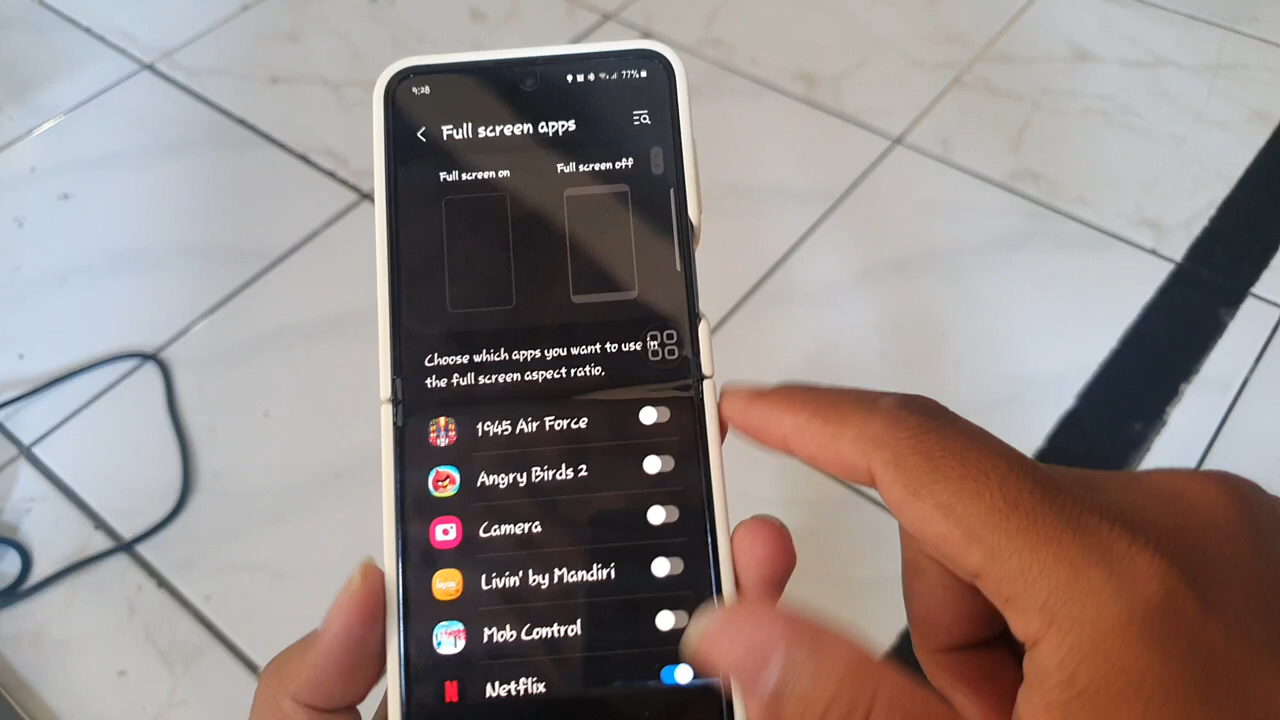 9:28
77%
Full screen apps
Full screen on
Full screen off
Choose which apps you want to use in
the full screen aspect ratio.
1945 Air Force
Angry Birds 2
Camera
Livin' by Mandiri
Mob Control
Netflix